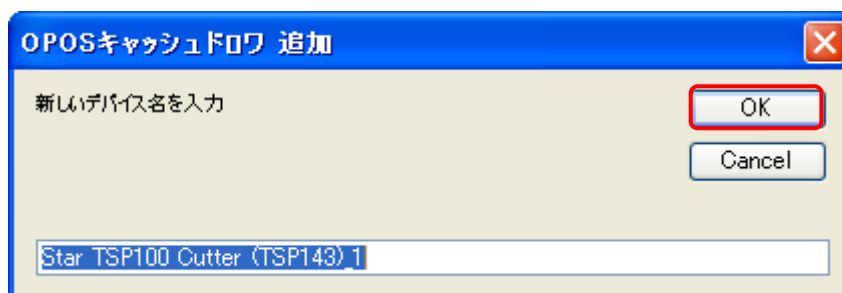 OPOSキャッシュドロワ 追加
新しいデバイス名を入力
OK
Cancel
Star TSP100 Cutter (TSP143)_1